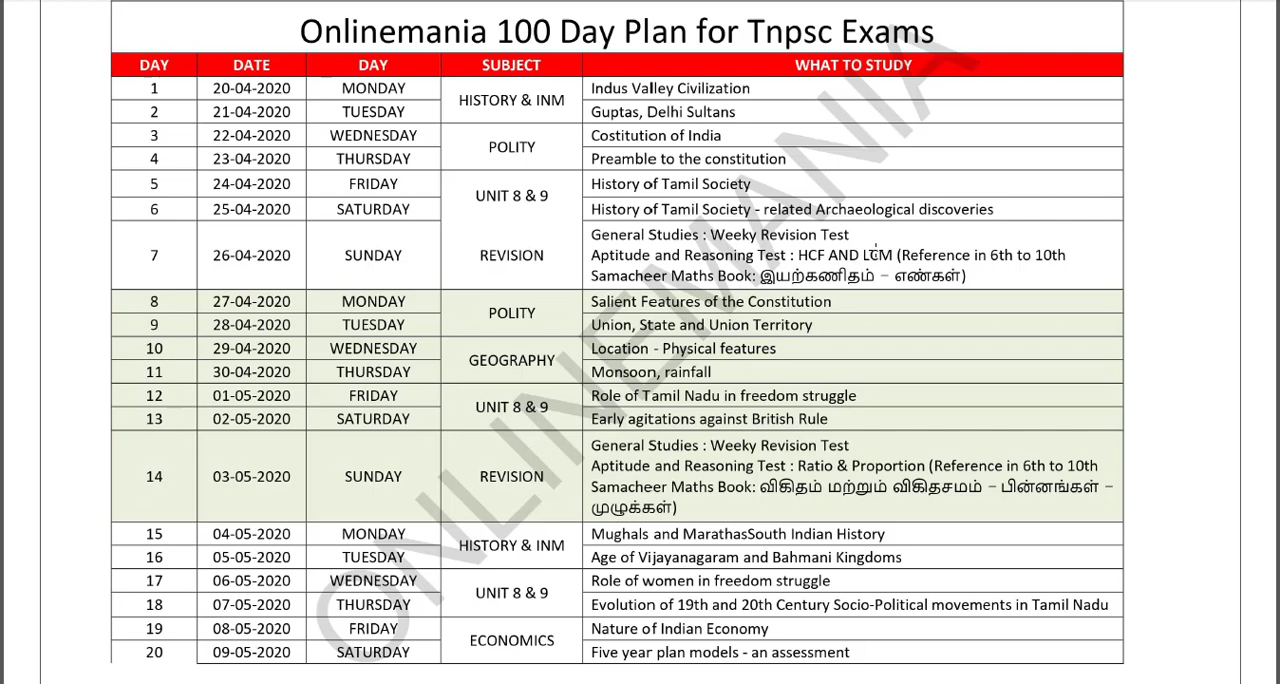 Onlinemania 100 Day Plan for Tnpsc Exams
DAY DATE DAY SUBJECT WHAT TO STUDY
1 20-04-2020 MONDAY HISTORY & INM Indus Valley Civilization
2 21-04-2020 TUESDAY Guptas, Delhi Sultans
3 22-04-2020 WEDNESDAY POLITY Costitution of India
4 23-04-2020 THURSDAY Preamble to the constitution
5 24-04-2020 FRIDAY UNIT 8 & 9 History of Tamil Society
6 25-04-2020 SATURDAY History of Tamil Society - related Archaeological discoveries
7 26-04-2020 SUNDAY REVISION General Studies : Weeky Revision Test
Aptitude and Reasoning Test : HCF AND LCM (Reference in 6th to 10th
Samacheer Maths Book: இயற்கணிதம் – எண்கள்)
8 27-04-2020 MONDAY POLITY Salient Features of the Constitution
9 28-04-2020 TUESDAY Union, State and Union Territory
10 29-04-2020 WEDNESDAY GEOGRAPHY Location - Physical features
11 30-04-2020 THURSDAY Monsoon, rainfall
12 01-05-2020 FRIDAY UNIT 8 & 9 Role of Tamil Nadu in freedom struggle
13 02-05-2020 SATURDAY Early agitations against British Rule
14 03-05-2020 SUNDAY REVISION General Studies : Weeky Revision Test
Aptitude and Reasoning Test : Ratio & Proportion (Reference in 6th to 10th
Samacheer Maths Book: விகிதம் மற்றும் விகிதசமம் – பின்னங்கள் –
முழுக்கள்)
15 04-05-2020 MONDAY HISTORY & INM Mughals and MarathasSouth Indian History
16 05-05-2020 TUESDAY Age of Vijayanagaram and Bahmani Kingdoms
17 06-05-2020 WEDNESDAY UNIT 8 & 9 Role of women in freedom struggle
18 07-05-2020 THURSDAY Evolution of 19th and 20th Century Socio-Political movements in Tamil Nadu
19 08-05-2020 FRIDAY ECONOMICS Nature of Indian Economy
20 09-05-2020 SATURDAY Five year plan models - an assessment
ONLINEMANIA